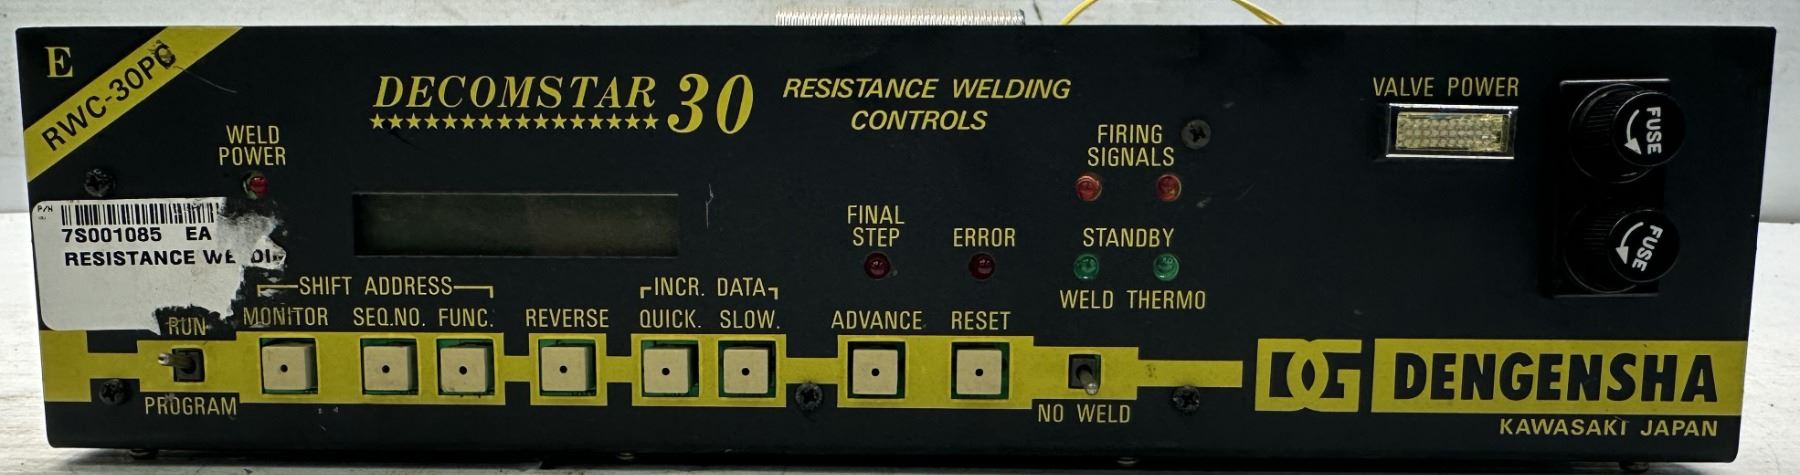 E
RWC-30PC
DECOMSTAR 30
RESISTANCE WELDING
CONTROLS
VALVE POWER
FUSE
FUSE
WELD
POWER
FIRING
SIGNALS
P/N
7S001085 EA
RESISTANCE WE DI
FINAL
STEP
ERROR
STANDBY
WELD THERMO
SHIFT ADDRESS
INCR. DATA
RUN
MONITOR
SEQ.NO.
FUNC.
REVERSE
QUICK.
SLOW.
ADVANCE
RESET
PROGRAM
NO WELD
DG DENGENSHA
KAWASAKI JAPAN